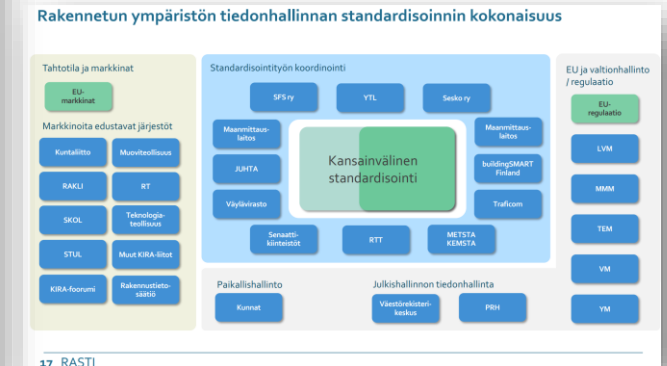 Rakennetun ympäristön tiedonhallinnan standardisoinnin kokonaisuus
Tahtotila ja markkinat
EU-
markkinat
Markkinoita edustavat järjestöt
Kuntaliitto
Muoviteollisuus
RAKLI
RT
SKOL
Teknologia-
teollisuus
STUL
Muut KIRA-liitot
KIRA-foorumi
Rakennustieto-
säätiö
Standardisointityön koordinointi
SFS ry
YTL
Sesko ry
Maanmittaus-
laitos
JUHTA
Väylävirasto
Kansainvälinen
standardisointi
Maanmittaus-
laitos
buildingSMART
Finland
Traficom
Senaatti-
kiinteistöt
RTT
METSTA
KEMSTA
Paikallishallinto
Kunnat
Julkishallinnon tiedonhallinta
Väestörekisteri-
keskus
PRH
EU ja valtionhallinto
/ regulaatio
EU-
regulaatio
LVM
MMM
TEM
VM
YM
17 RASTI